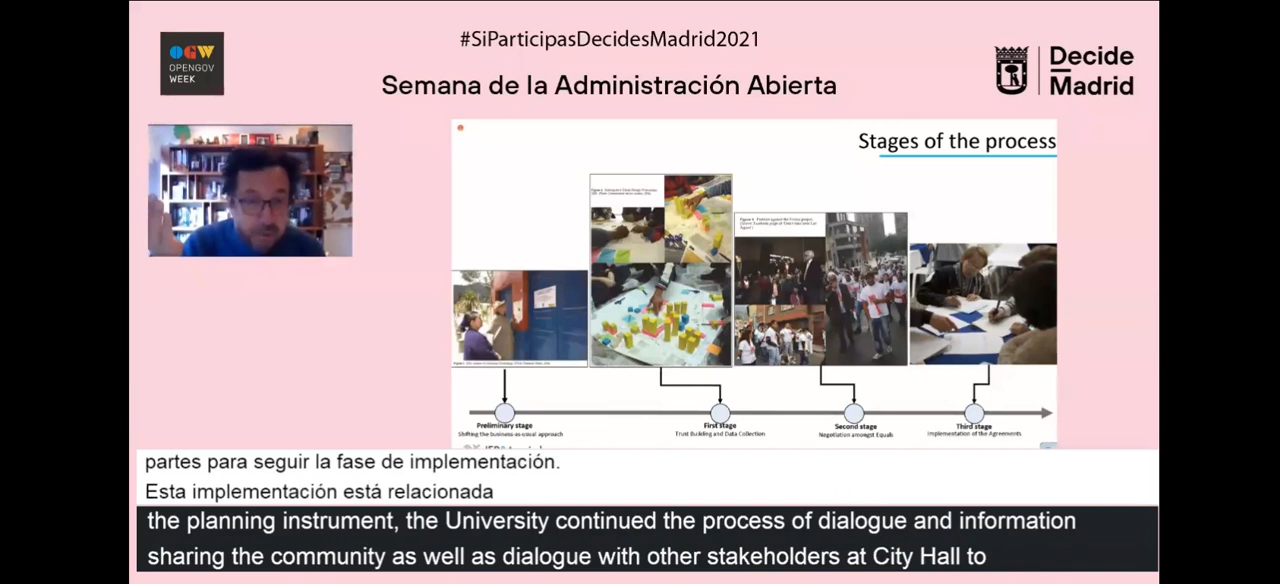 #SiParticipasDecidesMadrid2021
OGW
OPENGOV
WEEK
Semana de la Administración Abierta
Decide
Madrid
Stages of the process
Preliminary stage
Shifting the business-as-usual approach
First stage
Trust Building and Data Collection
Second stage
Negotiation amongst Equals
Third stage
Implementation of the Agreements
partes para seguir la fase de implementación.
Esta implementación está relacionada
the planning instrument, the University continued the process of dialogue and information
sharing the community as well as dialogue with other stakeholders at City Hall to